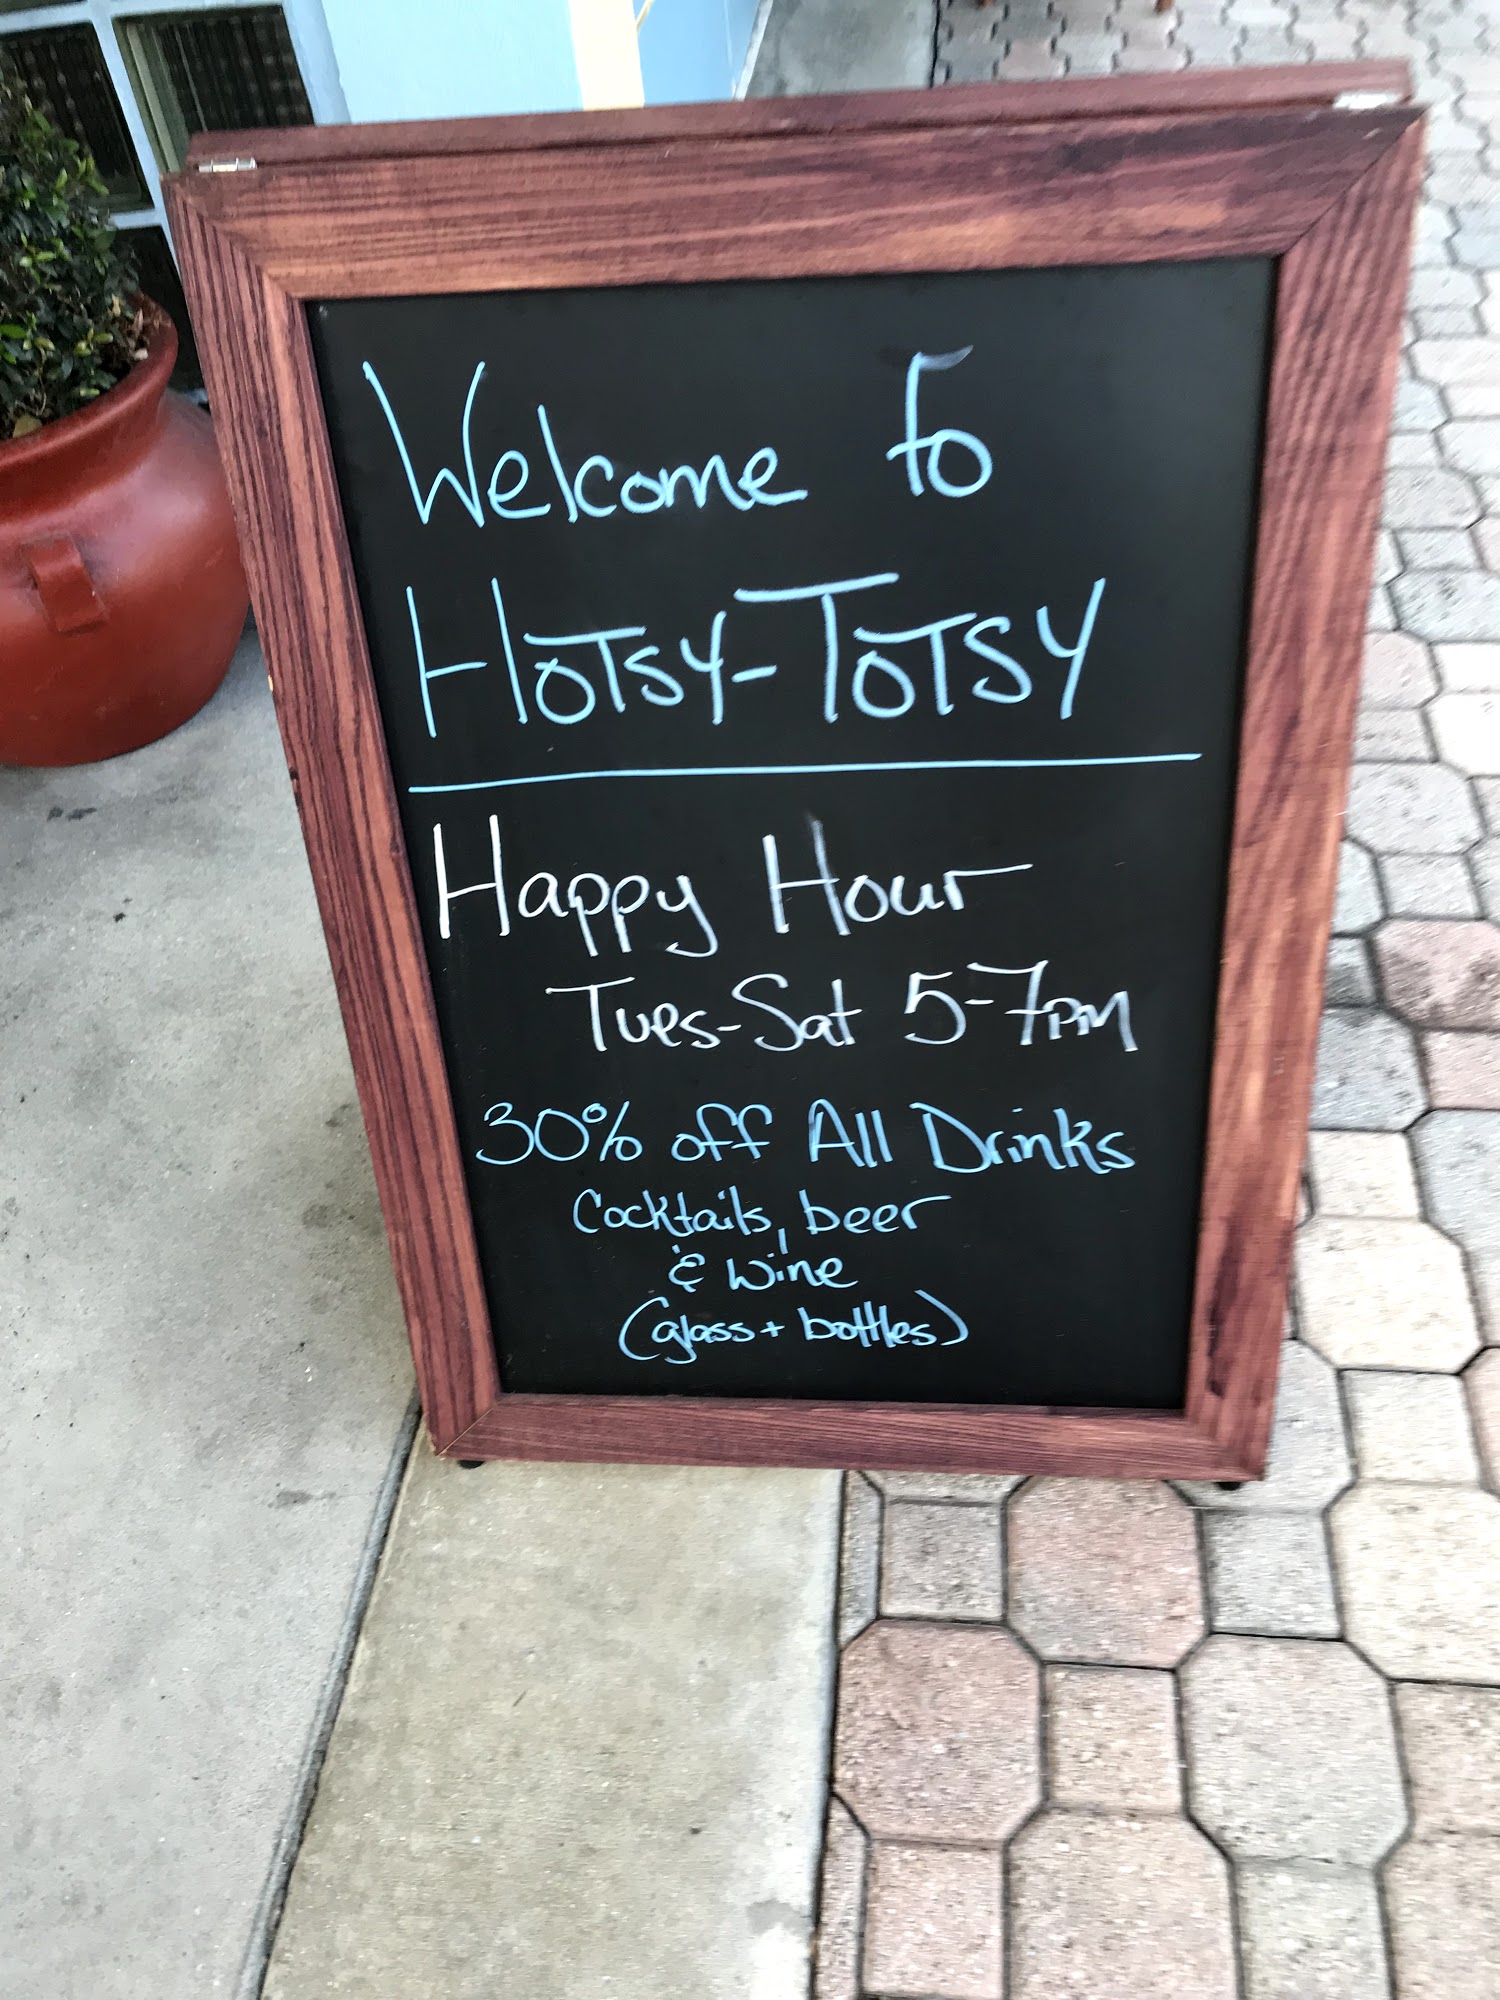 Welcome to
HOTSY-TOTSY
Happy Hour
Tues-Sat 5-7PM
30% off All Drinks
Cocktails, beer
& Wine
(glass + bottles)